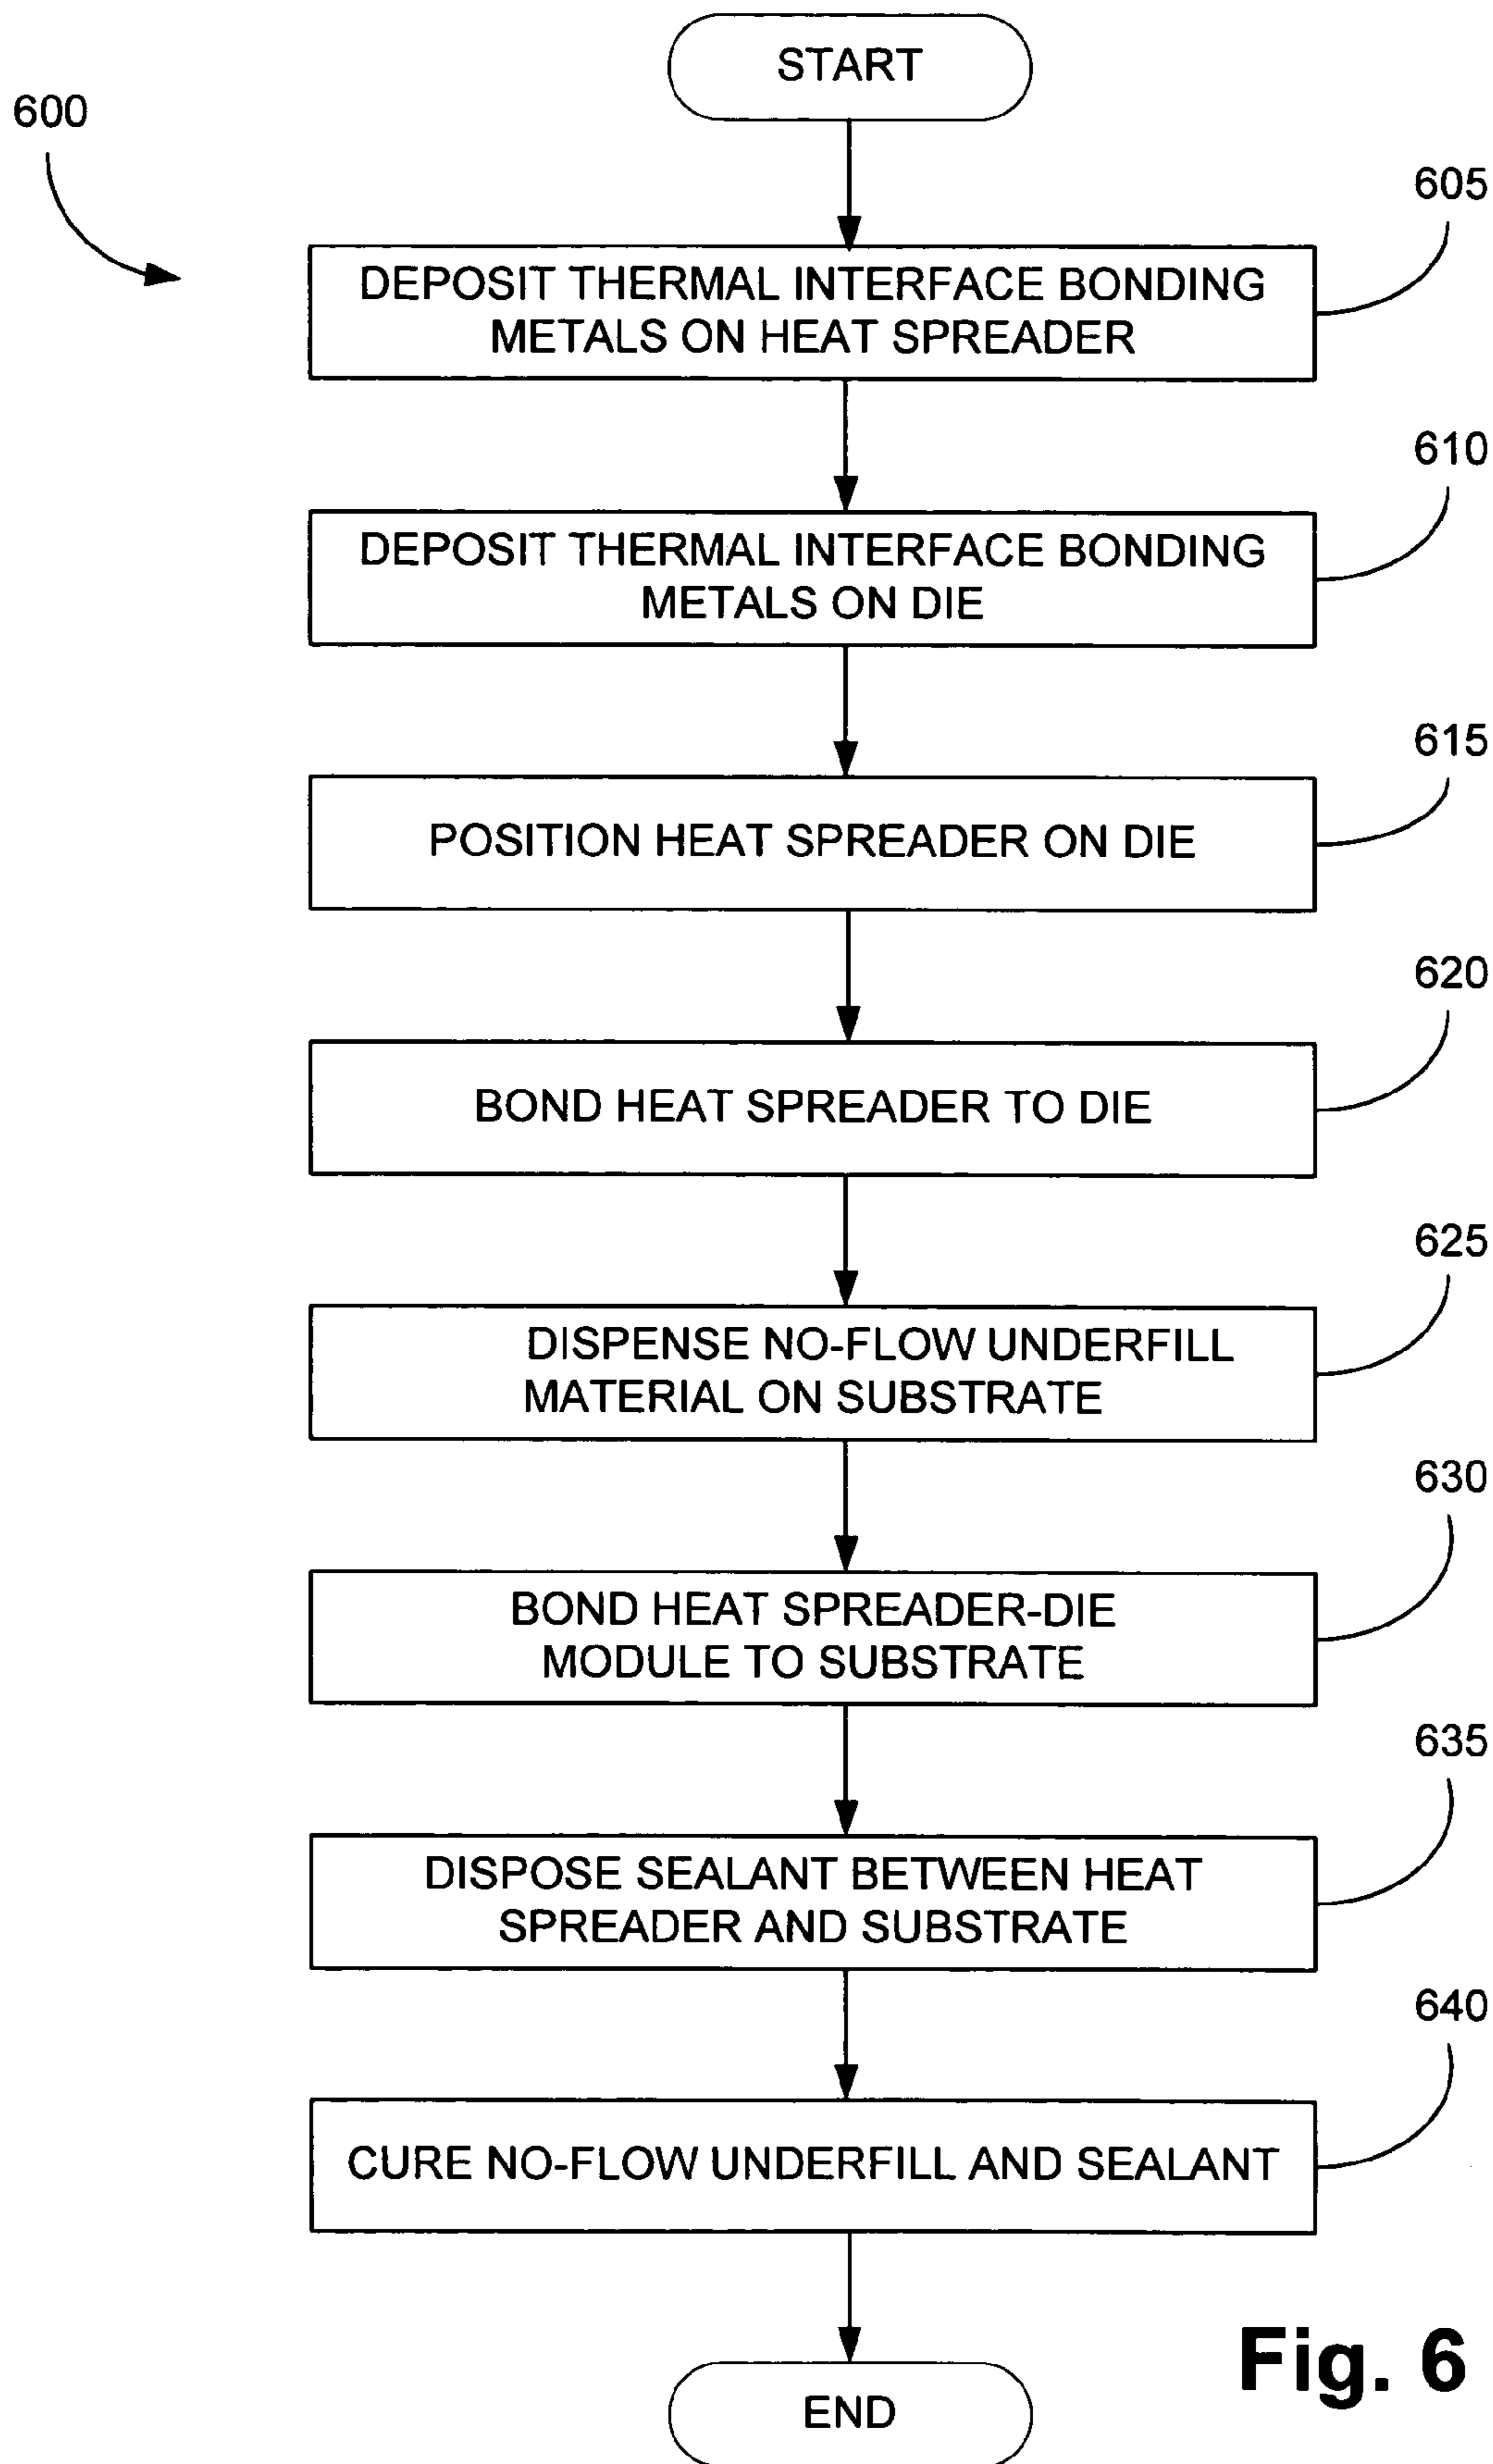 START
600
605
DEPOSIT THERMAL INTERFACE BONDING
METALS ON HEAT SPREADER
610
DEPOSIT THERMAL INTERFACE BONDING
METALS ON DIE
615
POSITION HEAT SPREADER ON DIE
620
BOND HEAT SPREADER TO DIE
625
DISPENSE NO-FLOW UNDERFILL
MATERIAL ON SUBSTRATE
630
BOND HEAT SPREADER-DIE
MODULE TO SUBSTRATE
635
DISPOSE SEALANT BETWEEN HEAT
SPREADER AND SUBSTRATE
640
CURE NO-FLOW UNDERFILL AND SEALANT
END
Fig. 6